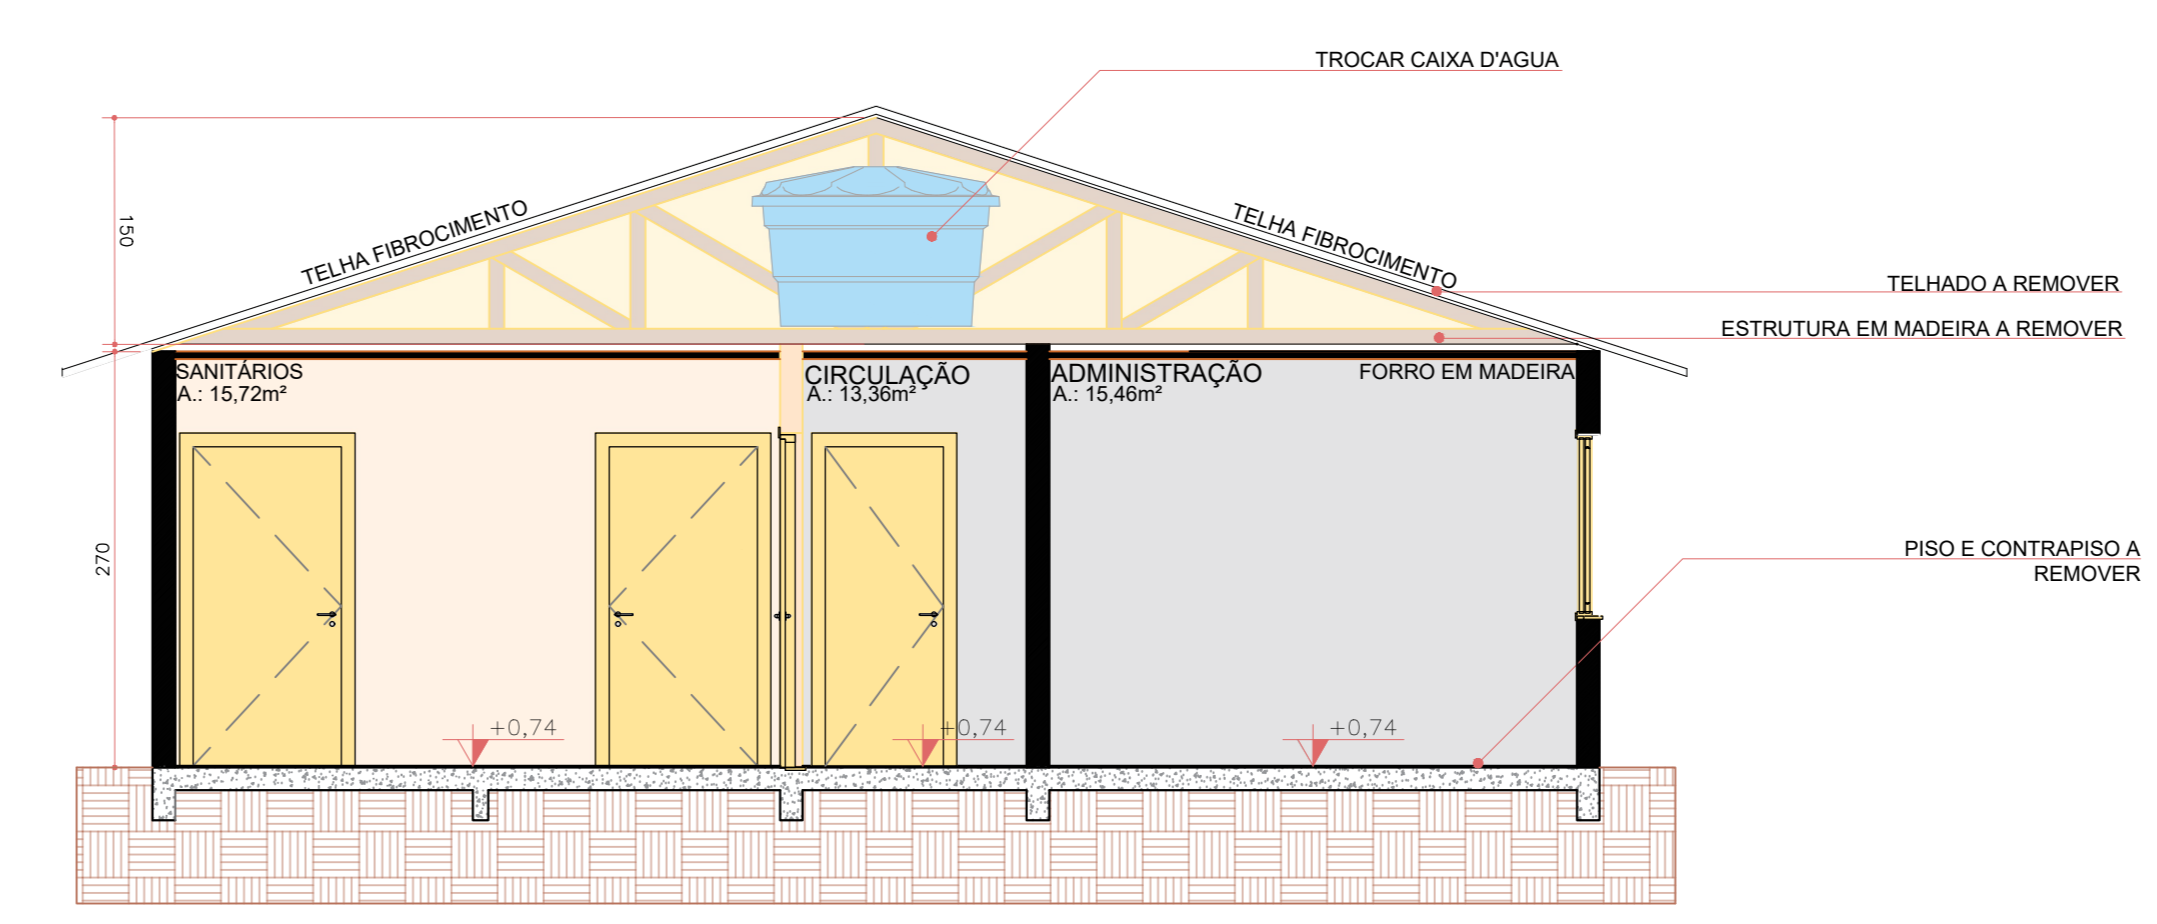 TROCAR CAIXA D'AGUA
150
TELHA FIBROCIMENTO
TELHA FIBROCIMENTO
TELHADO A REMOVER
ESTRUTURA EM MADEIRA A REMOVER
SANITÁRIOS
A.: 15,72m²
CIRCULAÇÃO
A.: 13,36m²
ADMINISTRAÇÃO
A.: 15,46m²
FORRO EM MADEIRA
270
PISO E CONTRAPISO A
REMOVER
+0,74
+0,74
+0,74